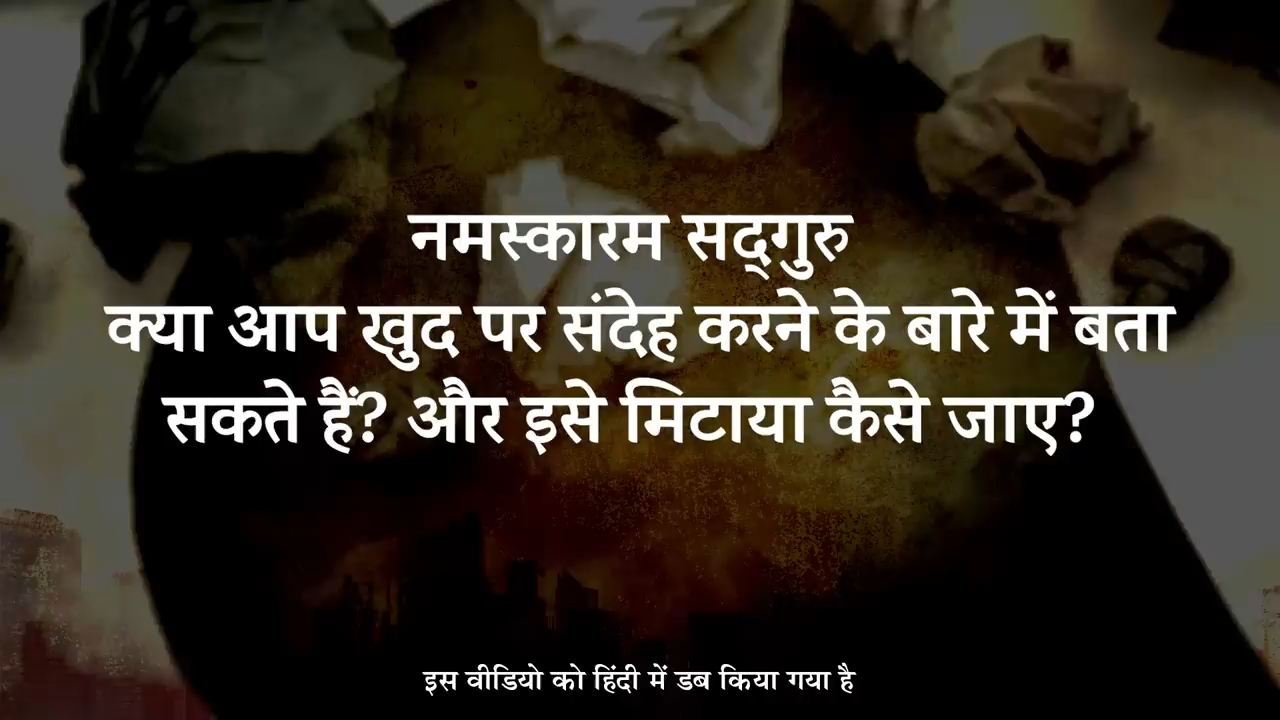 नमस्कारम सद्‌गुरु
क्या आप खुद पर संदेह करने के बारे में बता
सकते हैं? और इसे मिटाया कैसे जाए?
इस वीडियो को हिंदी में डब किया गया है